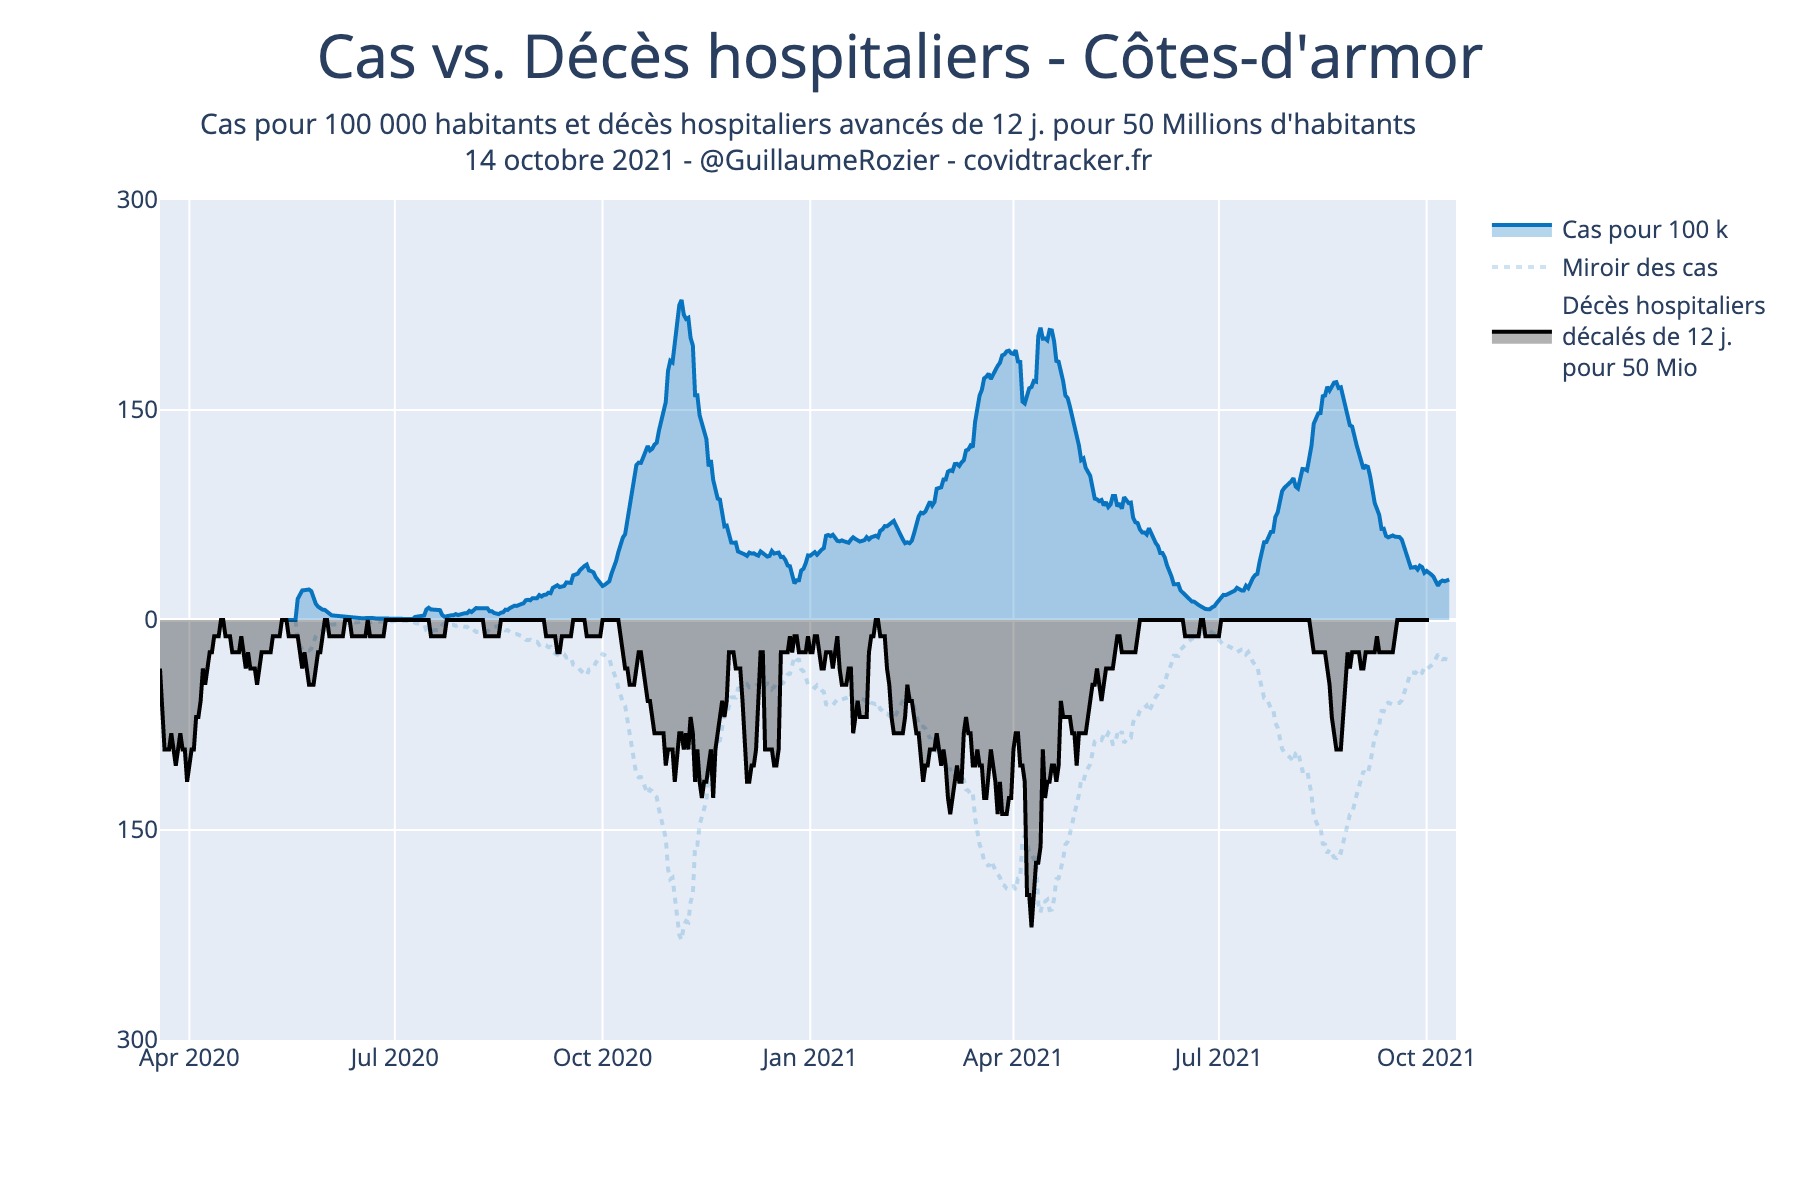 Cas vs. Décès hospitaliers - Côtes-d'armor
Cas pour 100 000 habitants et décès hospitaliers avancés de 12 j. pour 50 Millions d'habitants
14 octobre 2021 - @GuillaumeRozier - covidtracker.fr
300
150
0
150
300
Apr 2020
Jul 2020
Oct 2020
Jan 2021
Apr 2021
Jul 2021
Oct 2021
Cas pour 100 k
Miroir des cas
Décès hospitaliers
décalés de 12 j.
pour 50 Mio